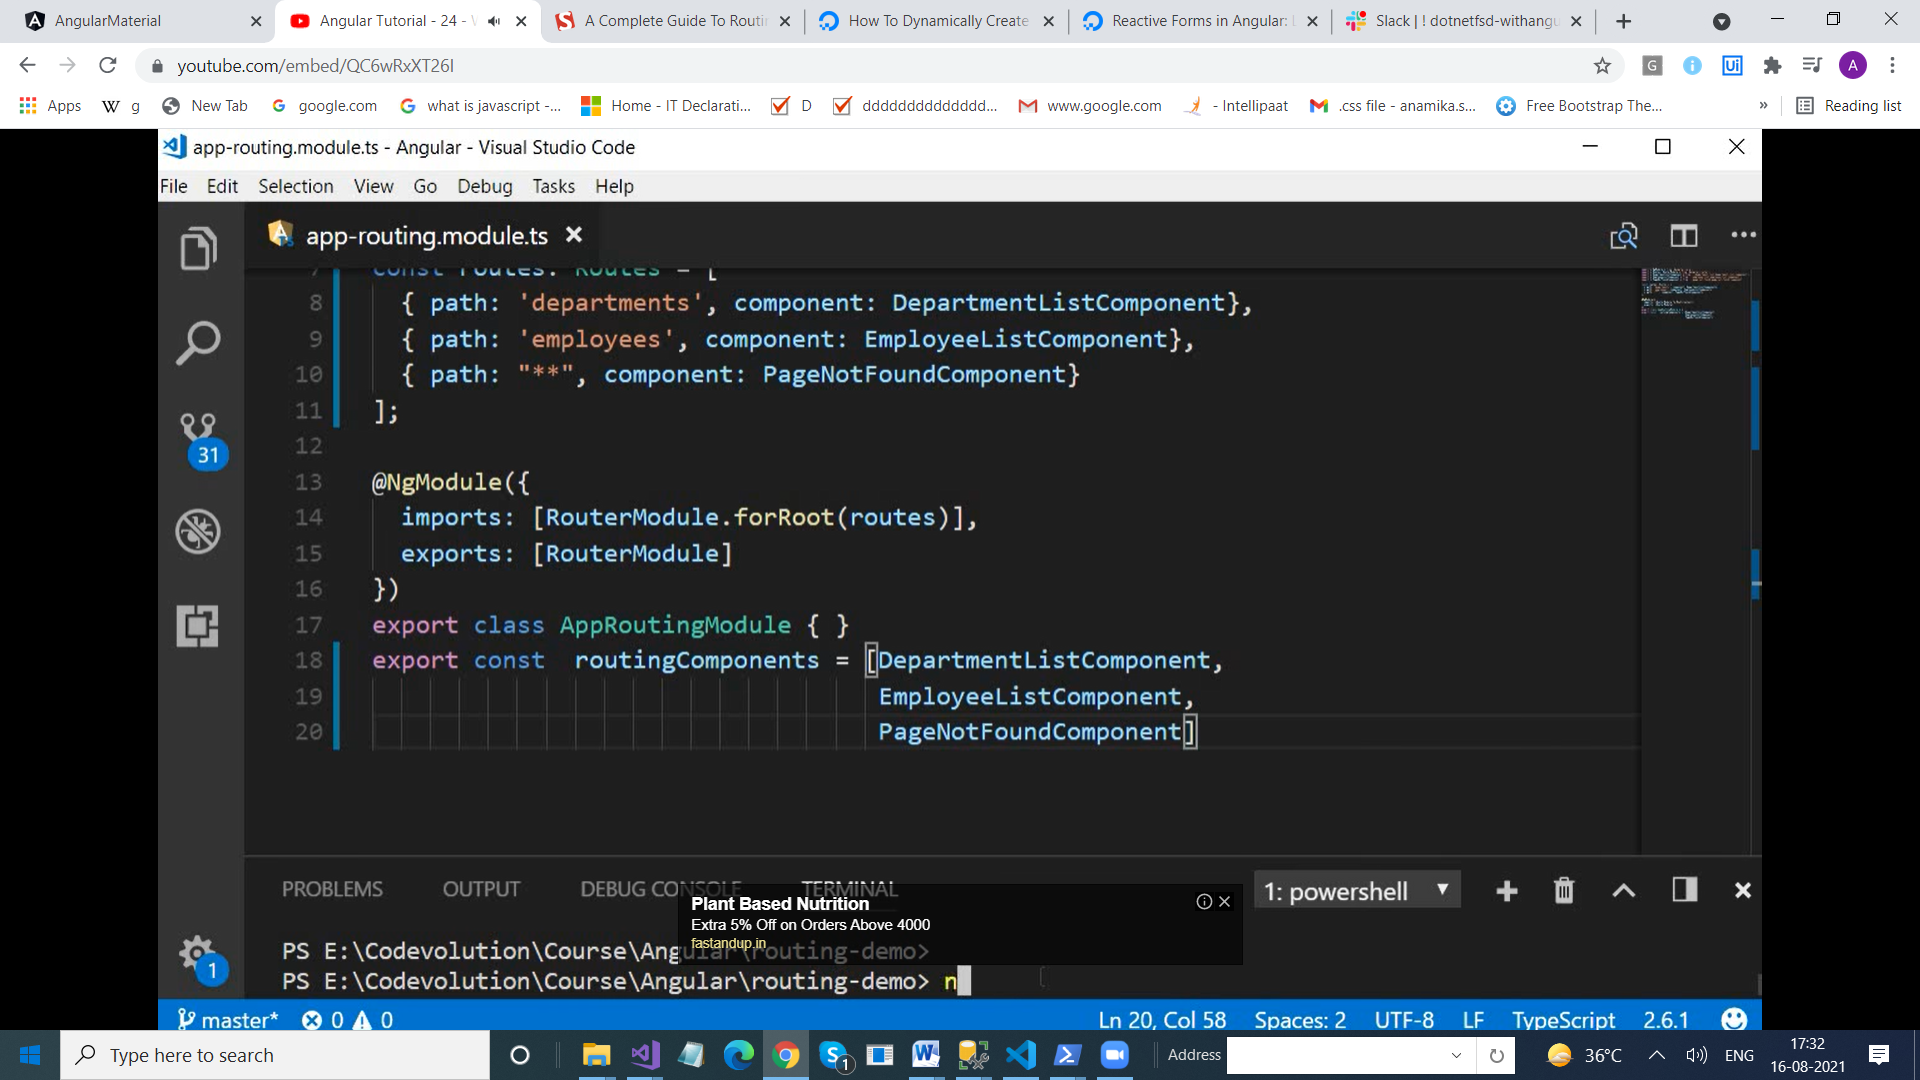 AngularMaterial
Angular Tutorial - 24 -
A Complete Guide To Routi
How To Dynamically Create
Reactive Forms in Angular:
Slack | ! dotnetfsd-withangu
youtube.com/embed/QC6wRxXT26I
G
Ui
A
Apps
W g
New Tab
google.com
what is javascript -...
Home - IT Declarati...
D
ddddddddddddddd...
www.google.com
- Intellipaat
.css file - anamika.s...
Free Bootstrap The...
»
Reading list
app-routing.module.ts - Angular - Visual Studio Code
File Edit Selection View Go Debug Tasks Help
app-routing.module.ts
7 const routes: Routes = [
8 { path: 'departments', component: DepartmentListComponent},
9 { path: 'employees', component: EmployeeListComponent},
10 { path: "**", component: PageNotFoundComponent}
11 ];
12
13 @NgModule({
14 imports: [RouterModule.forRoot(routes)],
15 exports: [RouterModule]
16 })
17 export class AppRoutingModule { }
18 export const routingComponents = [DepartmentListComponent,
19 EmployeeListComponent,
20 PageNotFoundComponent]
31
1
PROBLEMS OUTPUT DEBUG CONSOLE TERMINAL
1: powershell
Plant Based Nutrition
Extra 5% Off on Orders Above 4000
fastandup.in
PS E:\Codevolution\Course\Angular\routing-demo>
PS E:\Codevolution\Course\Angular\routing-demo> n
master* 0 0
Ln 20, Col 58 Spaces: 2 UTF-8 LF TypeScript 2.6.1
Type here to search
1
Address
36°C
ENG
17:32
16-08-2021